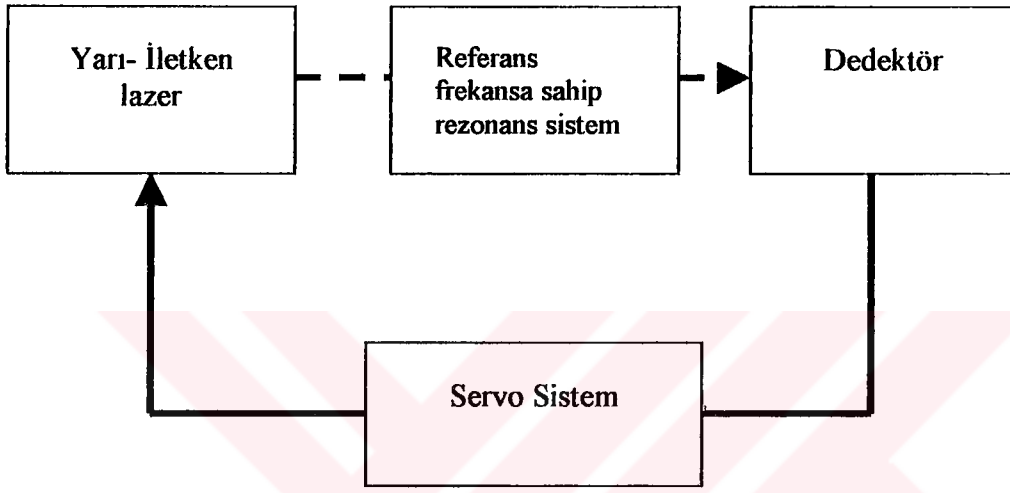 Yarı- İletken
lazer
Referans
frekansa sahip
rezonans sistem
Dedektör
Servo Sistem